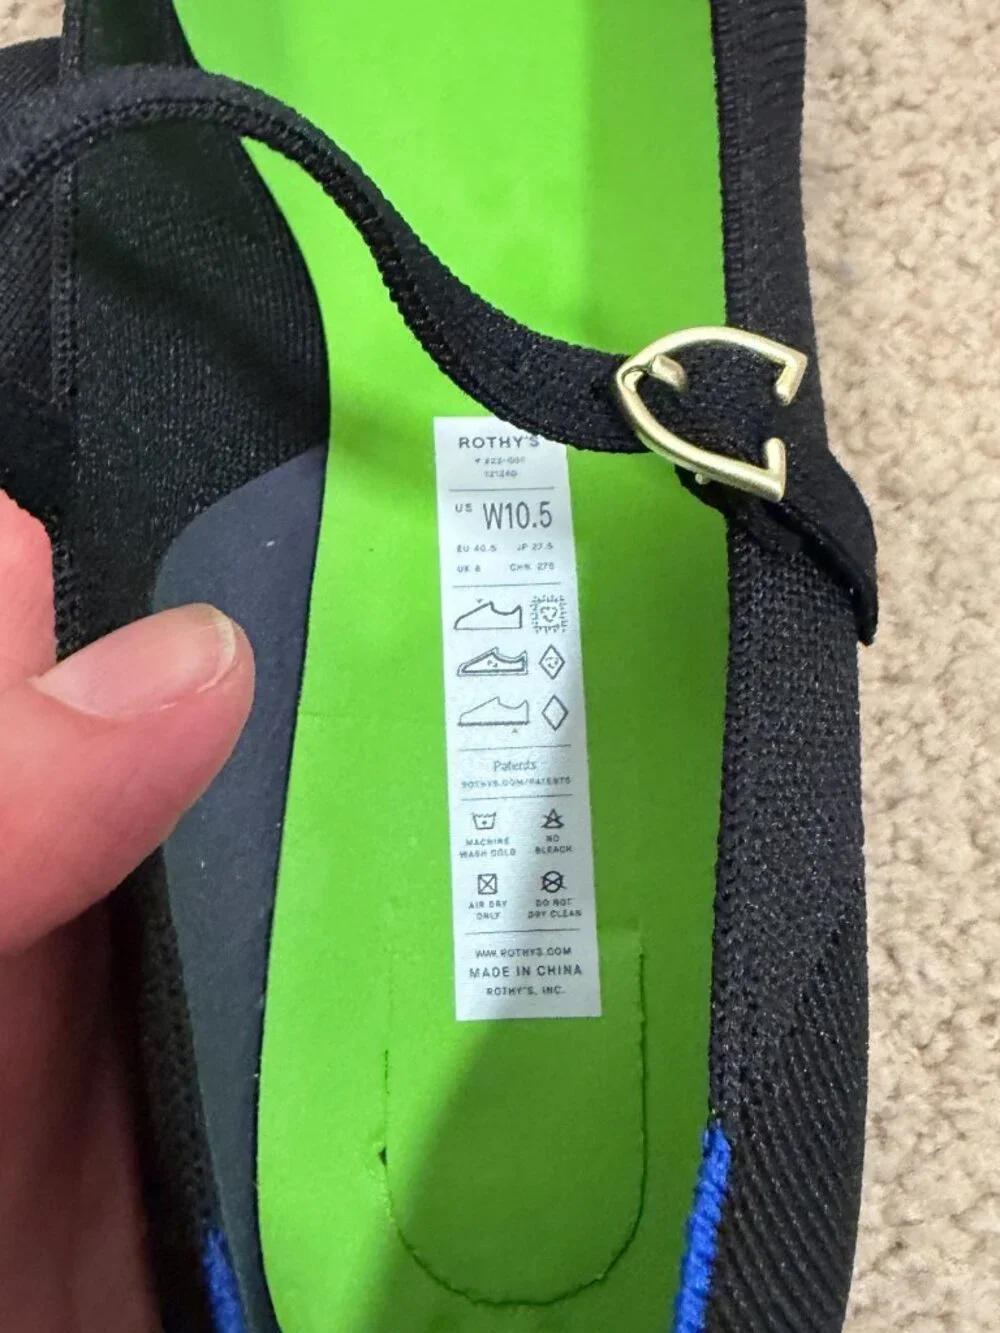 ROTHY'S
US W10.5
EU 40.5 JP 27.5
UK 8 CHN 275
Patents
ROTHYS.COM/PATENTS
MACHINE WASH COLD
NO BLEACH
AIR DRY ONLY
DO NOT DRY CLEAN
WWW.ROTHYS.COM
MADE IN CHINA
ROTHY'S, INC.